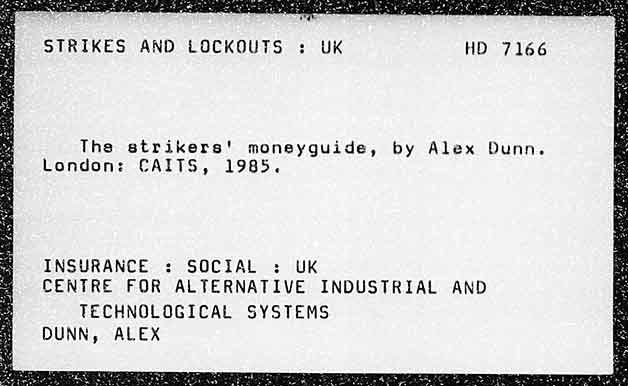 STRIKES AND LOCKOUTS : UK HD 7166
The strikers' moneyguide, by Alex Dunn.
London: CAITS, 1985.
INSURANCE : SOCIAL : UK
CENTRE FOR ALTERNATIVE INDUSTRIAL AND
TECHNOLOGICAL SYSTEMS
DUNN, ALEX